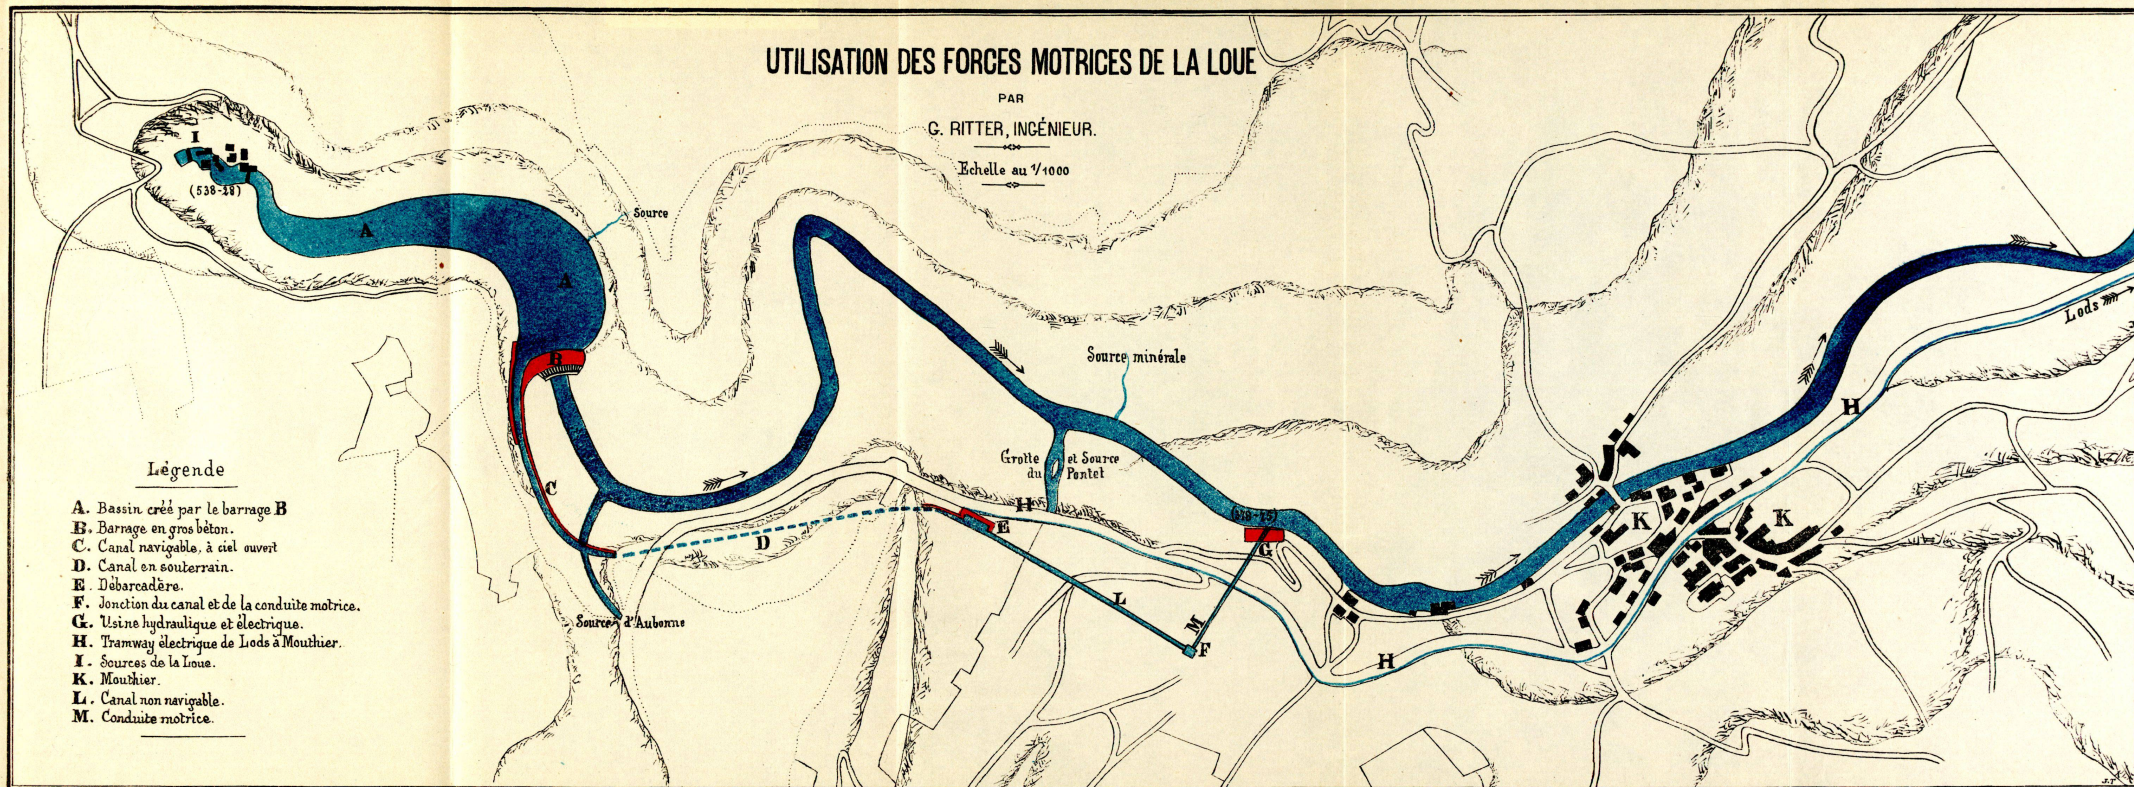 UTILISATION DES FORCES MOTRICES DE LA LOUE
PAR
G. RITTER, INGÉNIEUR.
Echelle au 1/1000
I
(538-28)
A
Source
A
B
Source minérale
Grotte et Source
du Pontet
C
H
E
D
G
L
M
F
Source d'Aubonne
H
K
K
H
Lods
Légende
A. Bassin créé par le barrage B
B. Barrage en gros béton.
C. Canal navigable, à ciel ouvert
D. Canal en souterrain.
E. Débarcadère.
F. Jonction du canal et de la conduite motrice.
G. Usine hydraulique et électrique.
H. Tramway électrique de Lods à Mouthier.
I. Sources de la Loue.
K. Mouthier.
L. Canal non navigable.
M. Conduite motrice.